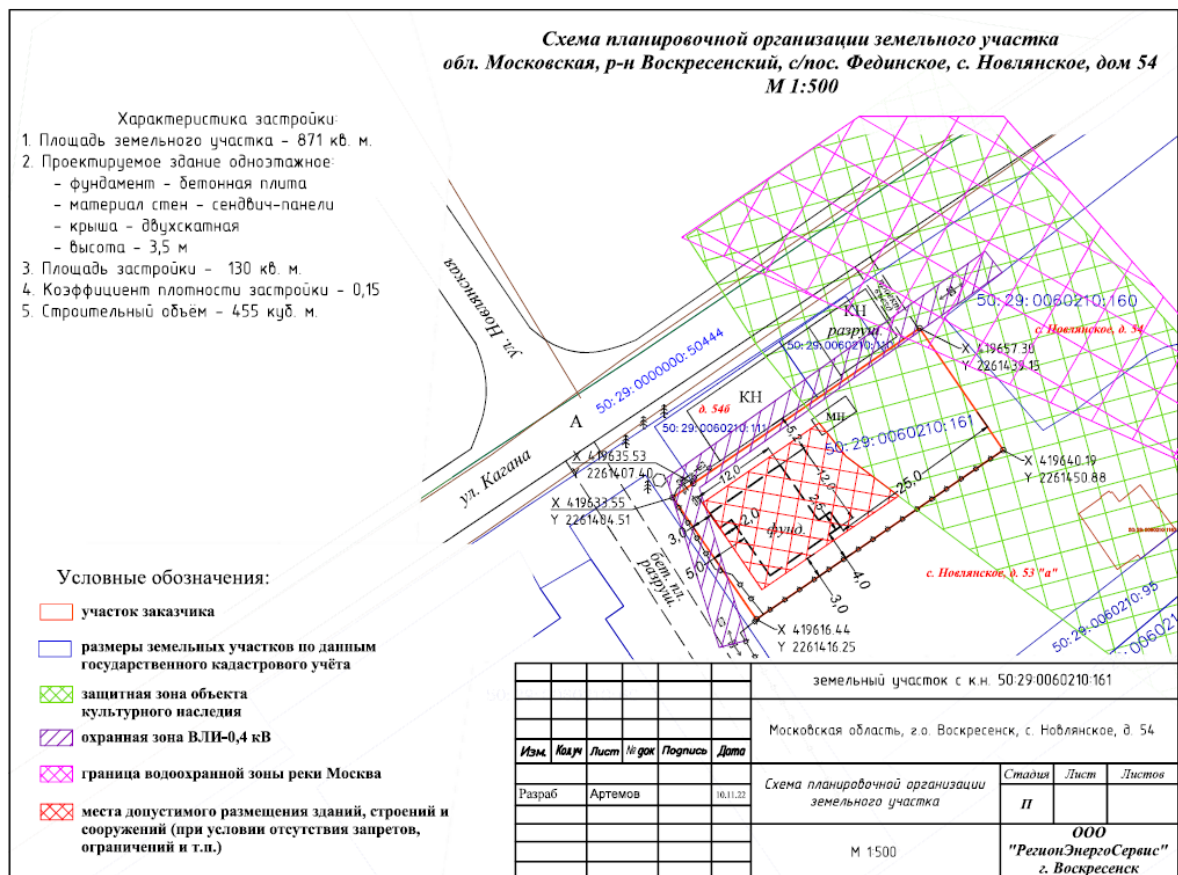 Схема планировочной организации земельного участка
обл. Московская, р-н Воскресенский, с/пос. Фединское, с. Новлянское, дом 54
М 1:500
Характеристика застройки:
1. Площадь земельного участка - 871 кв. м.
2. Проектируемое здание одноэтажное:
- фундамент - бетонная плита
- материал стен - сендвич-панели
- крыша - двухскатная
- высота - 3,5 м
3. Площадь застройки - 130 кв. м.
4. Коэффициент плотности застройки - 0,15
5. Строительный объём - 455 куб. м.
ул. Новлянская
50:29:0000000:50444
А
ул. Кагана
КН
разруш.
50:29:0060210:110
50:29:0060210:160
с. Новлянское, д. 54
X 419657.30
Y 2261439.15
КН
д. 54б
50:29:0060210:111
мн
50:29:0060210:161
X 419635.53
Y 2261407.40
X 419633.55
Y 2261404.51
X 419640.19
Y 2261450.88
5,2
12,0
12,0
2,5
25,0
2,0
3,0
5,0
фунд.
4,0
3,0
бет. пл.
разруш.
с. Новлянское, д. 53 "а"
50:29:0060210:95
50:29:0060210
X 419616.44
Y 2261416.25
Условные обозначения:
участок заказчика
размеры земельных участков по данным
государственного кадастрового учёта
защитная зона объекта
культурного наследия
охранная зона ВЛИ-0,4 кВ
граница водоохранной зоны реки Москва
места допустимого размещения зданий, строений и
сооружений (при условии отсутствия запретов,
ограничений и т.п.)
земельный участок с к.н. 50:29:0060210:161
Московская область, г.о. Воскресенск, с. Новлянское, д. 54
Изм. Кол.уч Лист № док Подпись Дата
Разраб Артемов 10.11.22
Схема планировочной организации
земельного участка
Стадия Лист Листов
П
М 1:500
ООО
"РегионЭнергоСервис"
г. Воскресенск